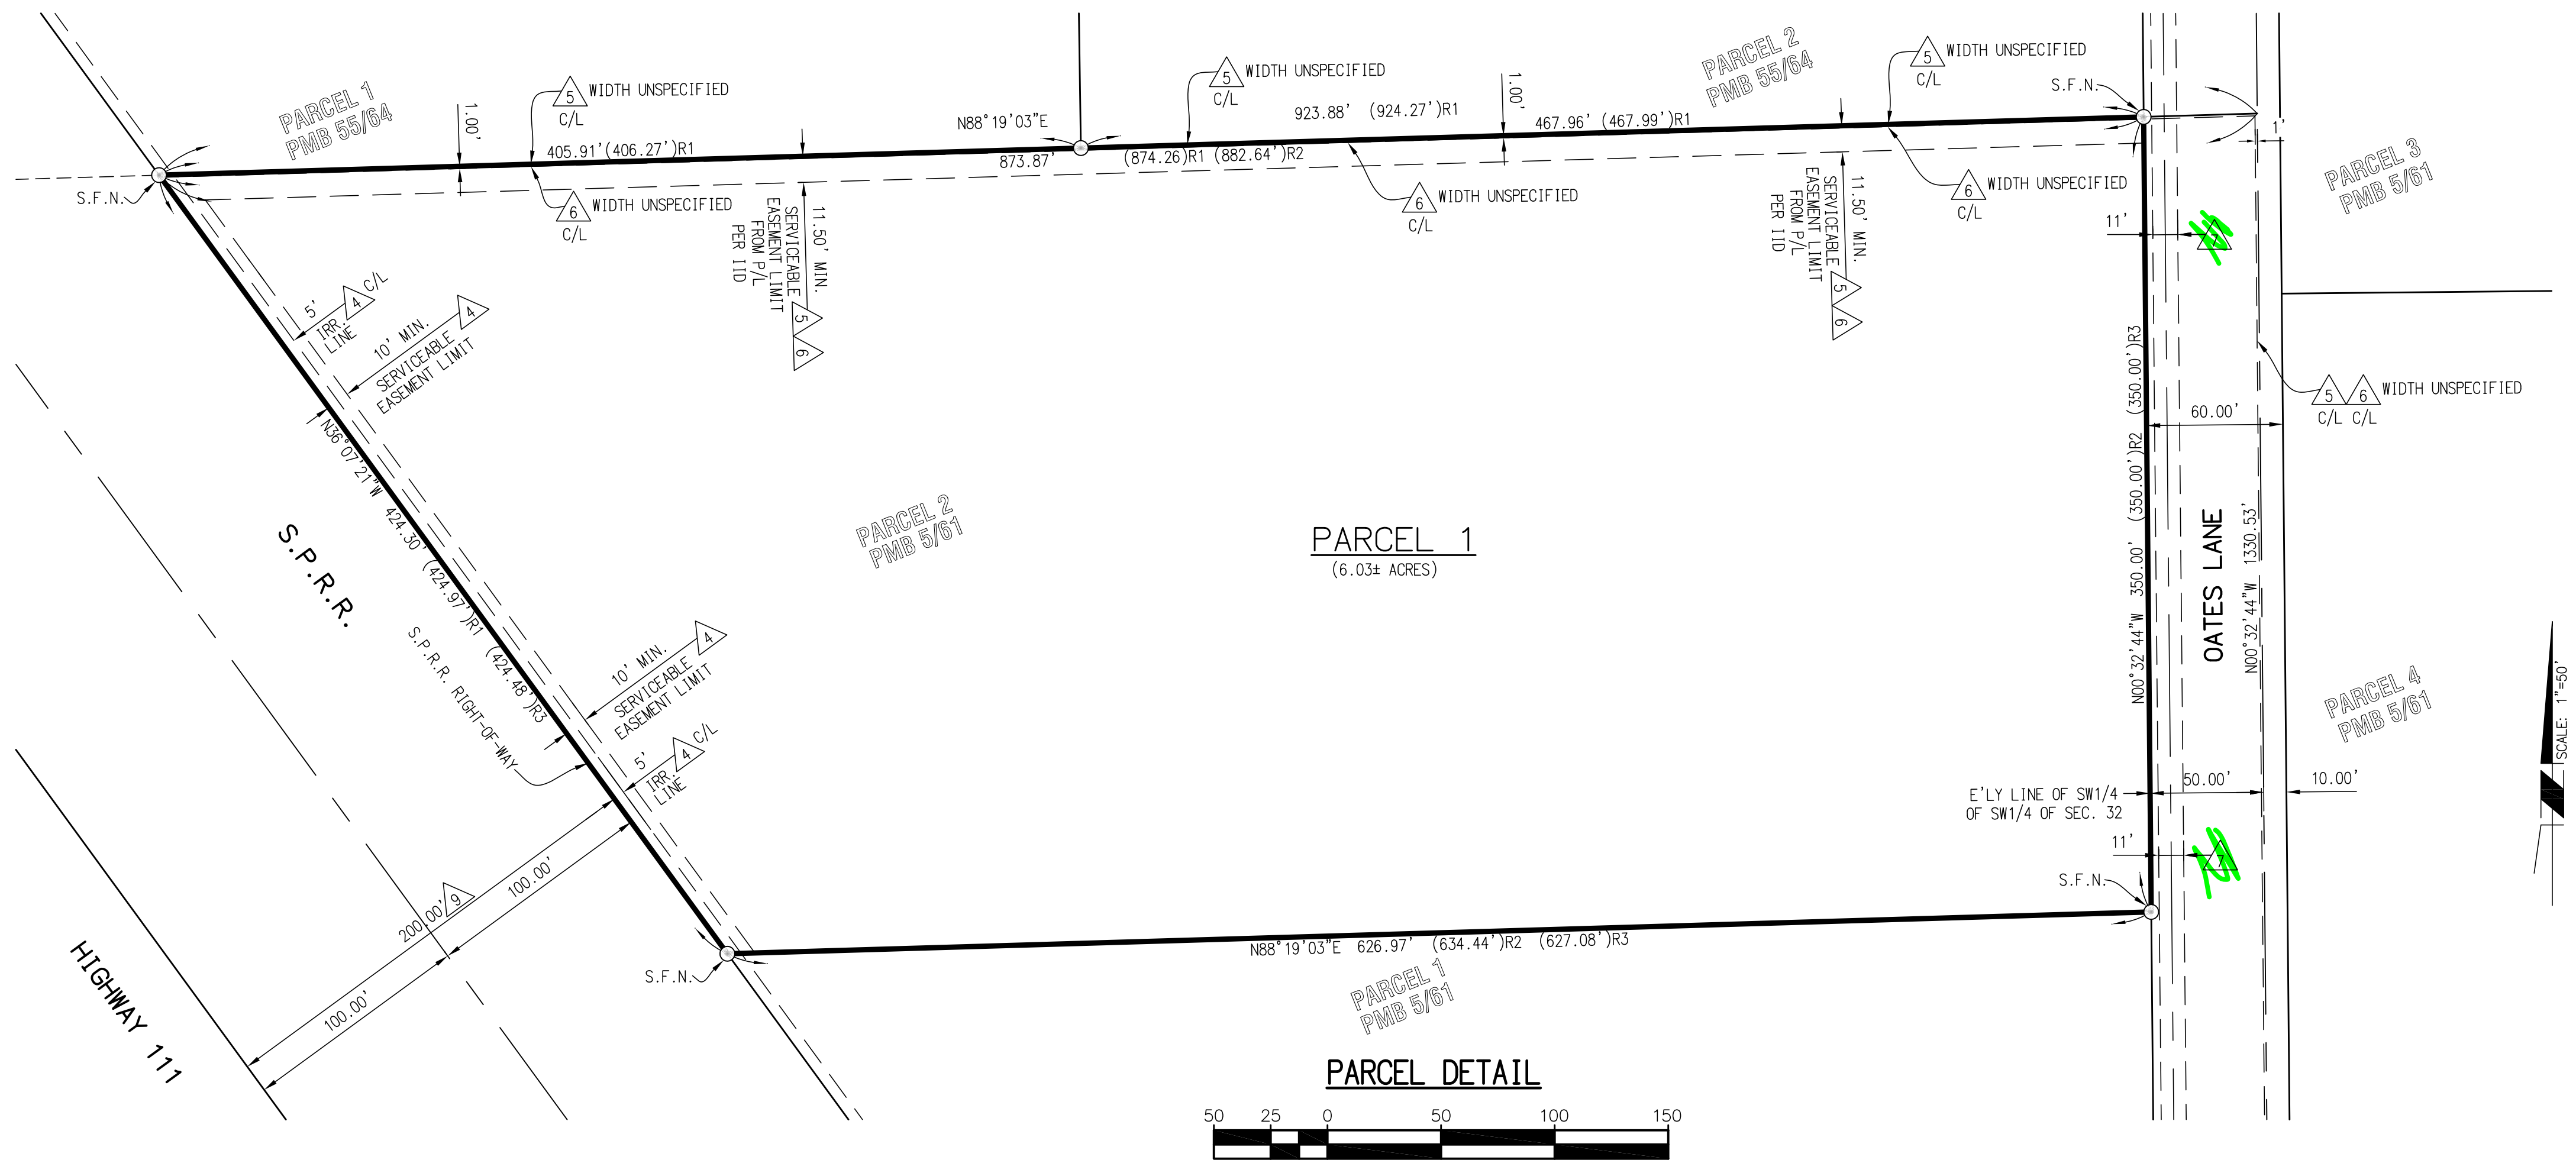 PARCEL 1
PMB 55/64
1.00'
5
WIDTH UNSPECIFIED
C/L
405.91'(406.27')R1
S.F.N.
6
WIDTH UNSPECIFIED
C/L
11.50' MIN.
SERVICEABLE
EASEMENT LIMIT
FROM P/L
PER IID
5
6
873.87'
N88°19'03"E
(874.26)R1 (882.64')R2
5
WIDTH UNSPECIFIED
C/L
923.88' (924.27')R1
6
WIDTH UNSPECIFIED
C/L
1.00'
467.96' (467.99')R1
PARCEL 2
PMB 55/64
5
WIDTH UNSPECIFIED
C/L
6
WIDTH UNSPECIFIED
C/L
11.50' MIN.
SERVICEABLE
EASEMENT LIMIT
FROM P/L
PER IID
5
6
S.F.N.
1'
11'
7
PARCEL 3
PMB 5/61
5
6
WIDTH UNSPECIFIED
C/L C/L
60.00'
5'
4
C/L
IRR.
LINE
10' MIN.
4
SERVICEABLE
EASEMENT LIMIT
N36°07'21"W 424.30' (424.97')R1 (424.48')R3
S.P.R.R.
S.P.R.R. RIGHT-OF-WAY
10' MIN.
4
SERVICEABLE
EASEMENT LIMIT
5'
4
C/L
IRR.
LINE
PARCEL 2
PMB 5/61
PARCEL 1
(6.03± ACRES)
N00°32'44"W 350.00' (350.00')R2 (350.00')R3
OATES LANE
N00°32'44"W 1330.53'
PARCEL 4
PMB 5/61
SCALE: 1"=50'
E'LY LINE OF SW1/4
OF SW1/4 OF SEC. 32
50.00'
10.00'
11'
7
S.F.N.
200.00'
9
100.00'
100.00'
HIGHWAY 111
S.F.N.
N88°19'03"E 626.97' (634.44')R2 (627.08')R3
PARCEL 1
PMB 5/61
PARCEL DETAIL
50 25 0 50 100 150